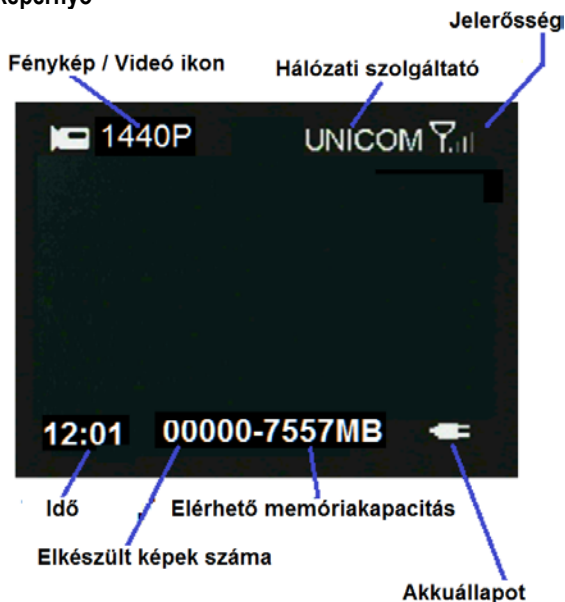 Jelerősség
Fénykép / Videó ikon
Hálózati szolgáltató
1440P UNICOM
12:01 00000-7557MB
Idő Elérhető memóriakapacitás
Elkészült képek száma
Akkuállapot